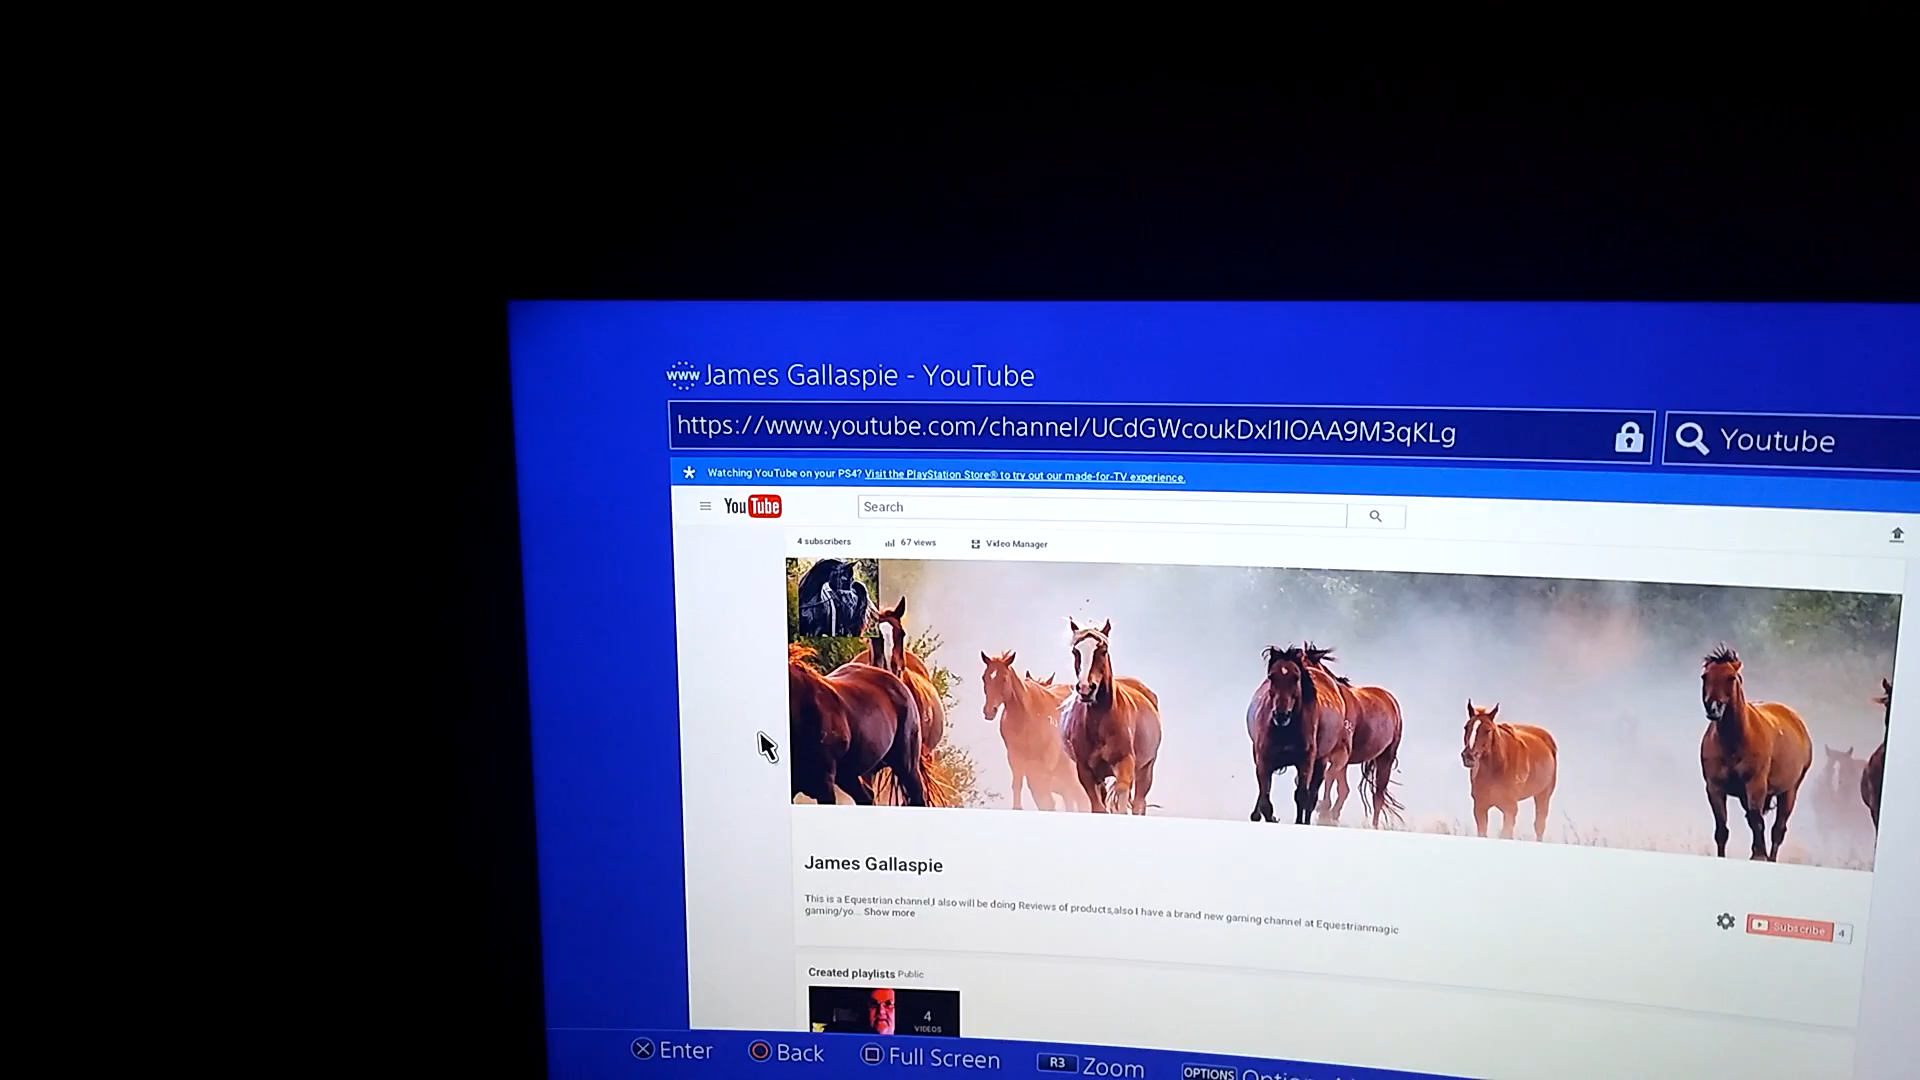 www James Gallaspie - YouTube
https://www.youtube.com/channel/UCdGWcoukDxI1IOAA9M3qKLg
Youtube
Watching YouTube on your PS4? Visit the PlayStation Store® to try out our made-for-TV experience.
YouTube
Search
4 subscribers 67 views Video Manager
James Gallaspie
This is a Equestrian channel,I also will be doing Reviews of products,also I have a brand new gaming channel at Equestrianmagic
gaming/yo... Show more
Subscribe 4
Created playlists Public
4
VIDEOS
Enter Back Full Screen R3 Zoom OPTIONS